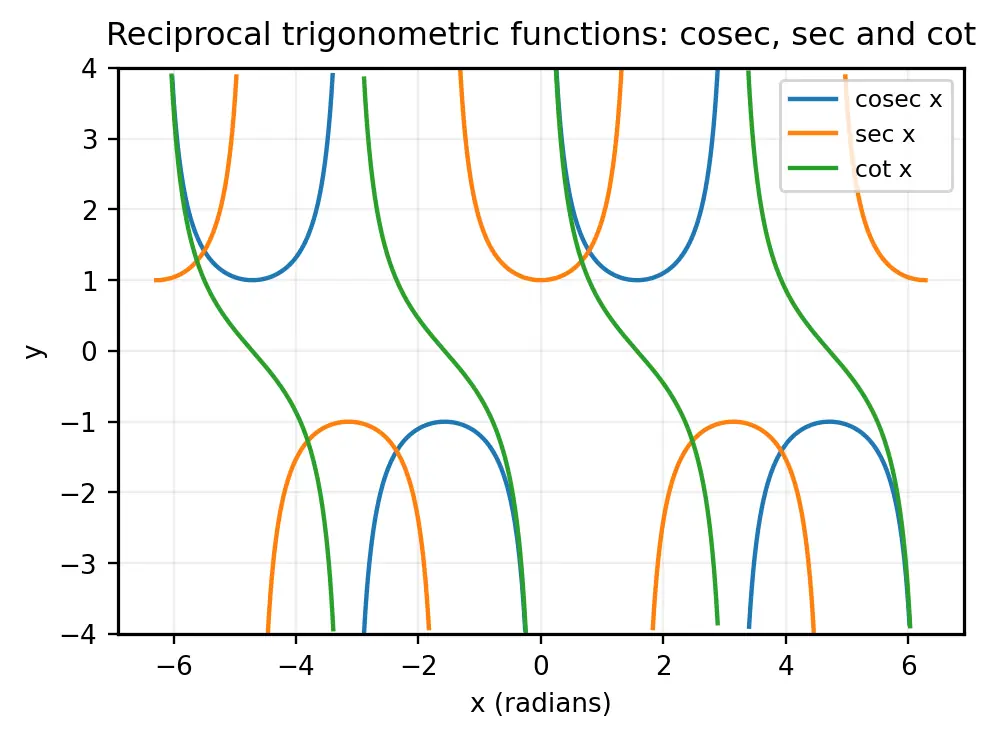 Reciprocal trigonometric functions: cosec, sec and cot
4
3
2
1
0
−1
−2
−3
−4
y
cosec x
sec x
cot x
−6
−4
−2
0
2
4
6
x (radians)